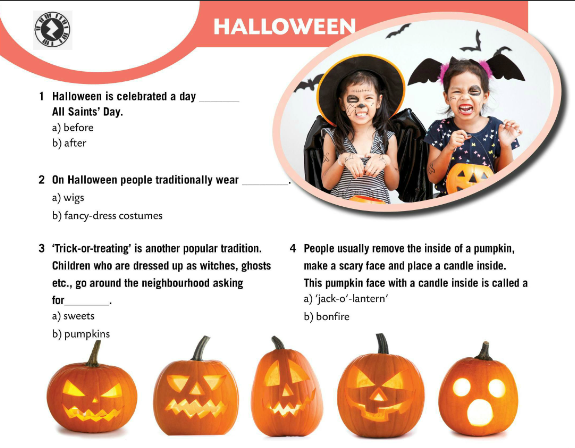 HALLOWEEN
1 Halloween is celebrated a day _______
All Saints' Day.
a) before
b) after
2 On Halloween people traditionally wear ________.
a) wigs
b) fancy-dress costumes
3 'Trick-or-treating' is another popular tradition.
Children who are dressed up as witches, ghosts
etc., go around the neighbourhood asking
for________.
a) sweets
b) pumpkins
4 People usually remove the inside of a pumpkin,
make a scary face and place a candle inside.
This pumpkin face with a candle inside is called a
a) 'jack-o'-lantern'
b) bonfire